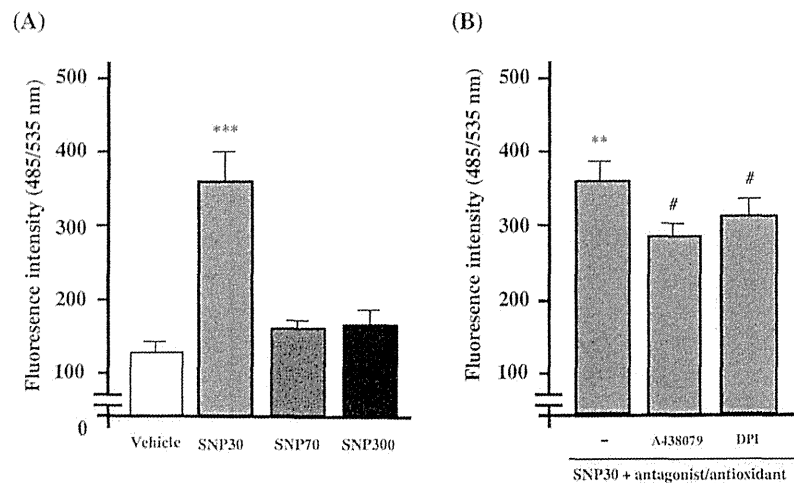 (A)
Fluoresence intensity (485/535 nm)
500
400
300
200
100
0
***
Vehicle SNP30 SNP70 SNP300
(B)
Fluoresence intensity (485/535 nm)
500
400
300
200
100
**
#
#
– A438079 DPI
SNP30 + antagonist/antioxidant